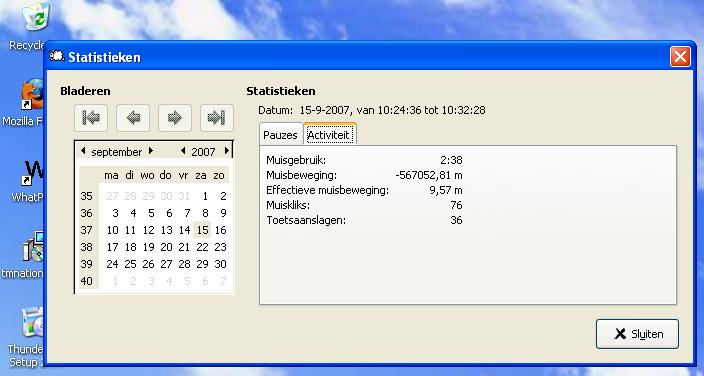 Recycle
Statistieken
Bladeren
Statistieken
Datum: 15-9-2007, van 10:24:36 tot 10:32:28
Mozilla F
Pauzes Activiteit
september 2007
Muisgebruik: 2:38
ma di wo do vr za zo
Muisbeweging: -567052,81 m
35 27 28 29 30 31 1 2
Effectieve muisbeweging: 9,57 m
WhatP
36 3 4 5 6 7 8 9
Muiskliks: 76
37 10 11 12 13 14 15 16
Toetsaanslagen: 36
38 17 18 19 20 21 22 23
39 24 25 26 27 28 29 30
tmnation
40 1 2 3 4 5 6 7
Sluiten
Thunde
Setup 2